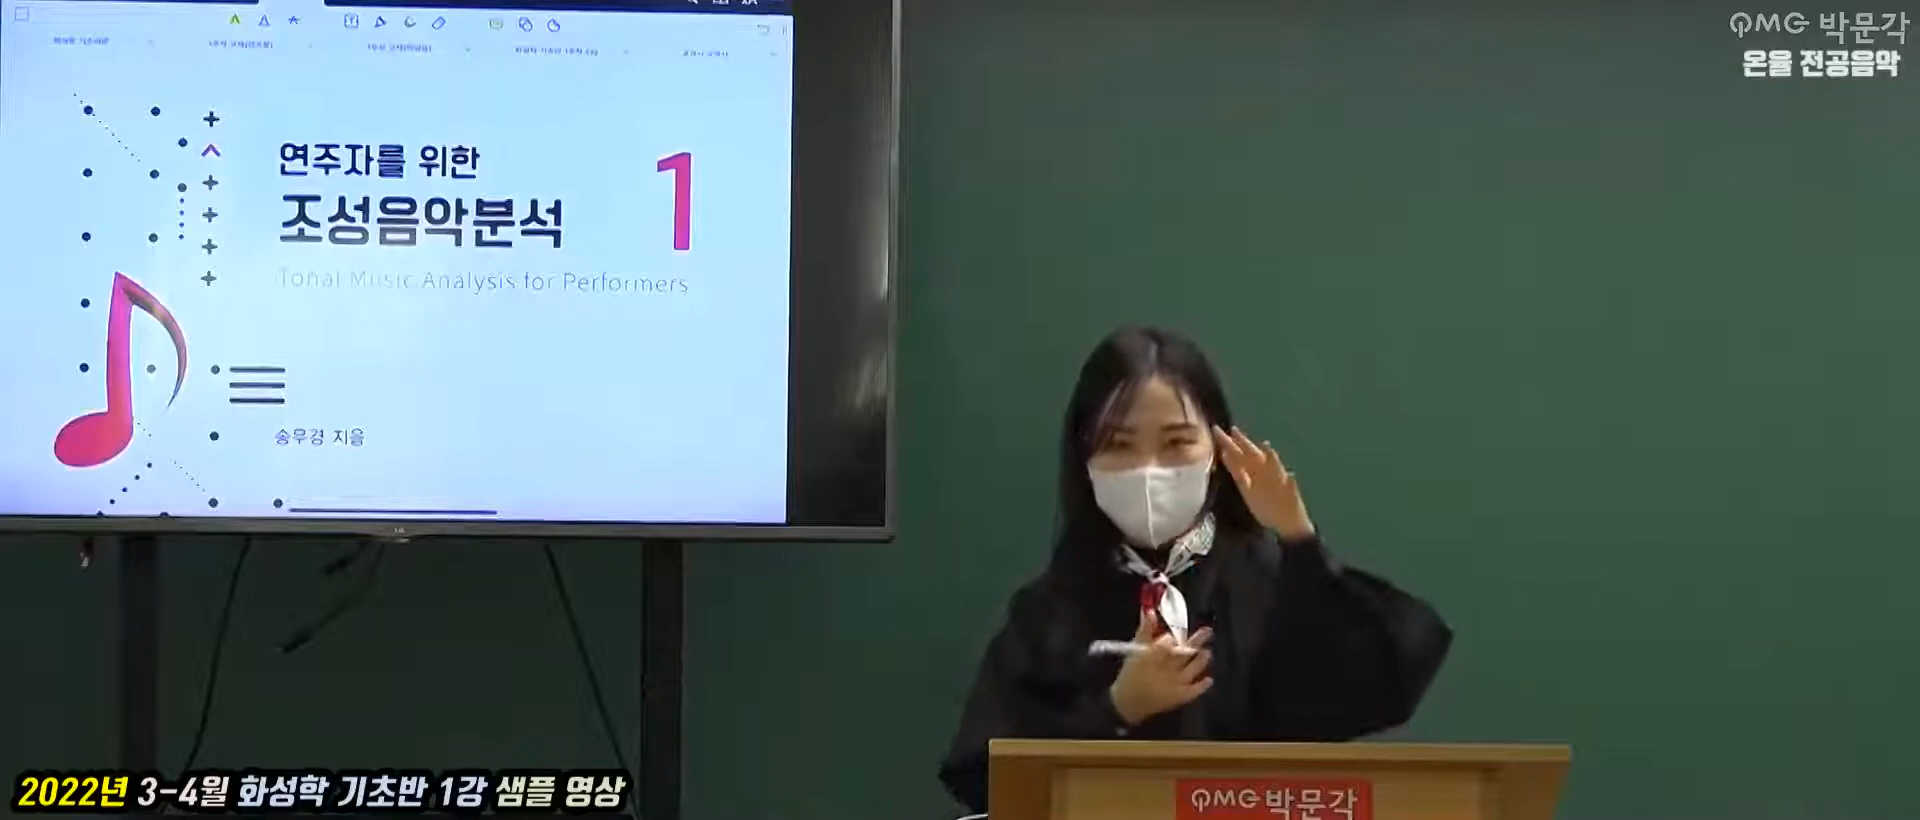 PMG 박문각
온율 전공음악
연주자를 위한
조성음악분석
1
Tonal Music Analysis for Performers
송무경 지음
2022년 3-4월 화성학 기초반 1강 샘플 영상
PMG 박문각